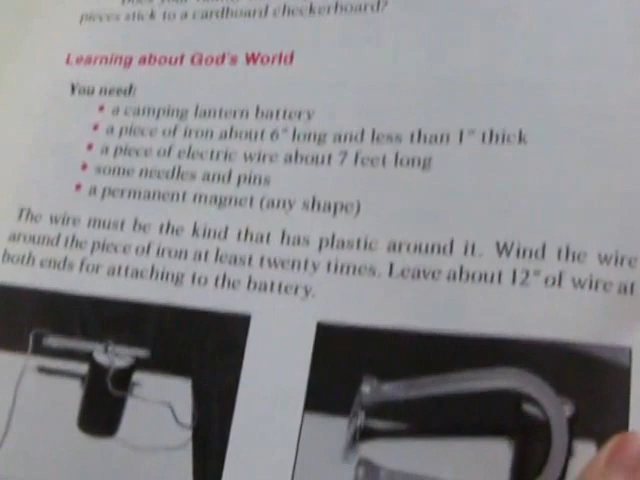 pieces stick to a cardboard checkerboard?
Learning about God's World
You need:
• a camping lantern battery
• a piece of iron about 6" long and less than 1" thick
• a piece of electric wire about 7 feet long
• some needles and pins
• a permanent magnet (any shape)
The wire must be the kind that has plastic around it. Wind the wire
around the piece of iron at least twenty times. Leave about 12" of wire at
both ends for attaching to the battery.